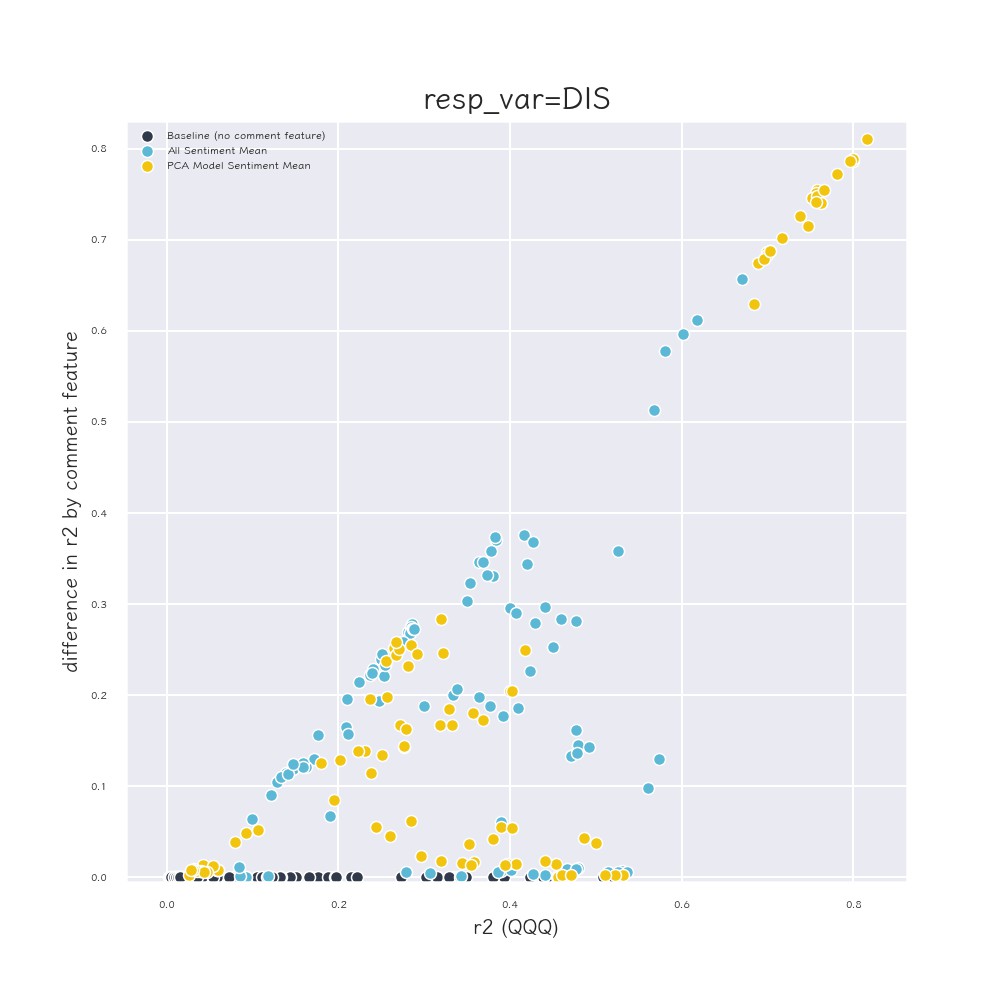 resp_var=DIS
Baseline (no comment feature)
All Sentiment Mean
PCA Model Sentiment Mean
difference in r2 by comment feature
0.8
0.7
0.6
0.5
0.4
0.3
0.2
0.1
0.0
0.0 0.2 0.4 0.6 0.8
r2 (QQQ)